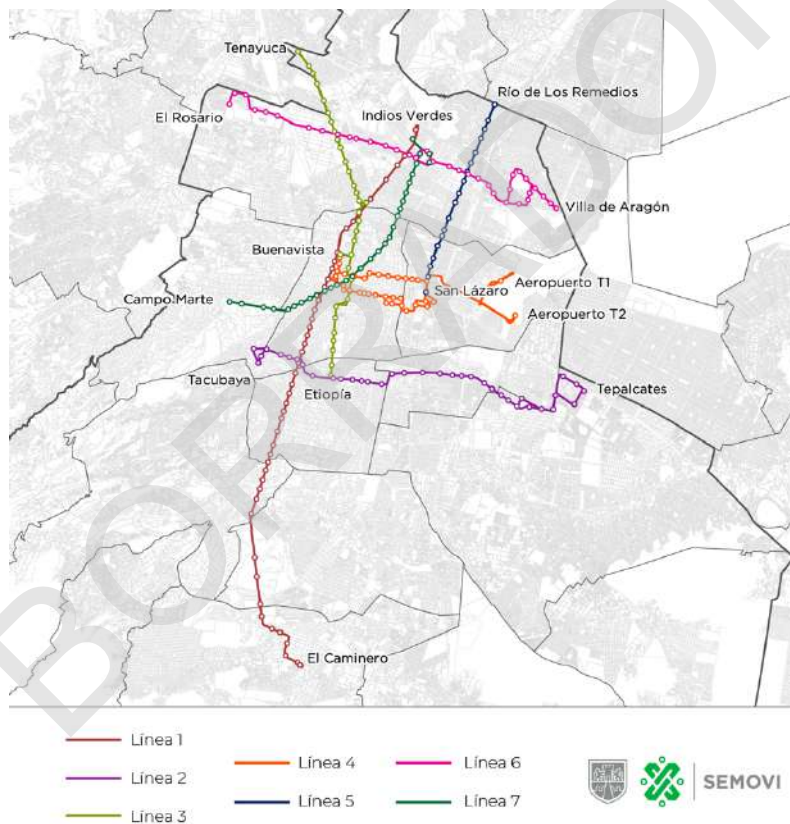 Tenayuca
Río de Los Remedios
El Rosario
Indios Verdes
Villa de Aragón
Buenavista
San Lázaro
Aeropuerto T1
Campo Marte
Aeropuerto T2
Tacubaya
Etiopía
Tepalcates
El Caminero
BORRADOR
Línea 1
Línea 2
Línea 3
Línea 4
Línea 5
Línea 6
Línea 7
SEMOVI